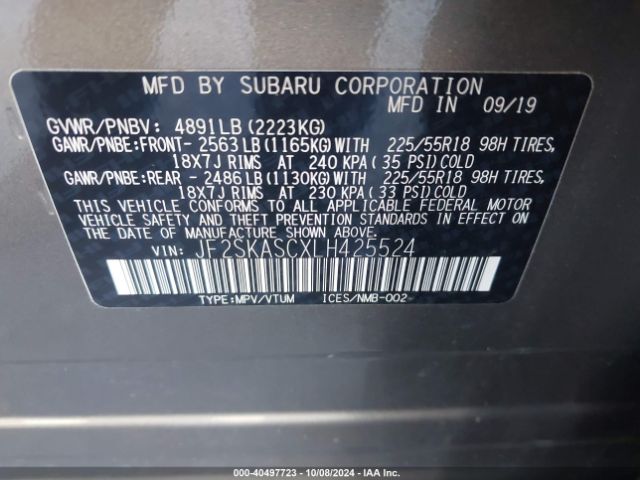 MFD BY SUBARU CORPORATION
MFD IN 09/19
GVWR/PNBV: 4891LB (2223KG)
GAWR/PNBE:FRONT- 2563LB (1165KG) WITH 225/55R18 98H TIRES,
18X7J RIMS AT 240 KPA (35 PSI) COLD
GAWR/PNBE:REAR - 2486LB (1130KG) WITH 225/55R18 98H TIRES,
18X7J RIMS AT 230 KPA (33 PSI) COLD
THIS VEHICLE CONFORMS TO ALL APPLICABLE FEDERAL MOTOR
VEHICLE SAFETY AND THEFT PREVENTION STANDARDS IN EFFECT ON
THE DATE OF MANUFACTURE SHOWN ABOVE.
VIN: JF2SKASCXLH425524
TYPE:MPV/VTUM ICES/NMB-002
000-40497723 - 10/08/2024 - IAA Inc.